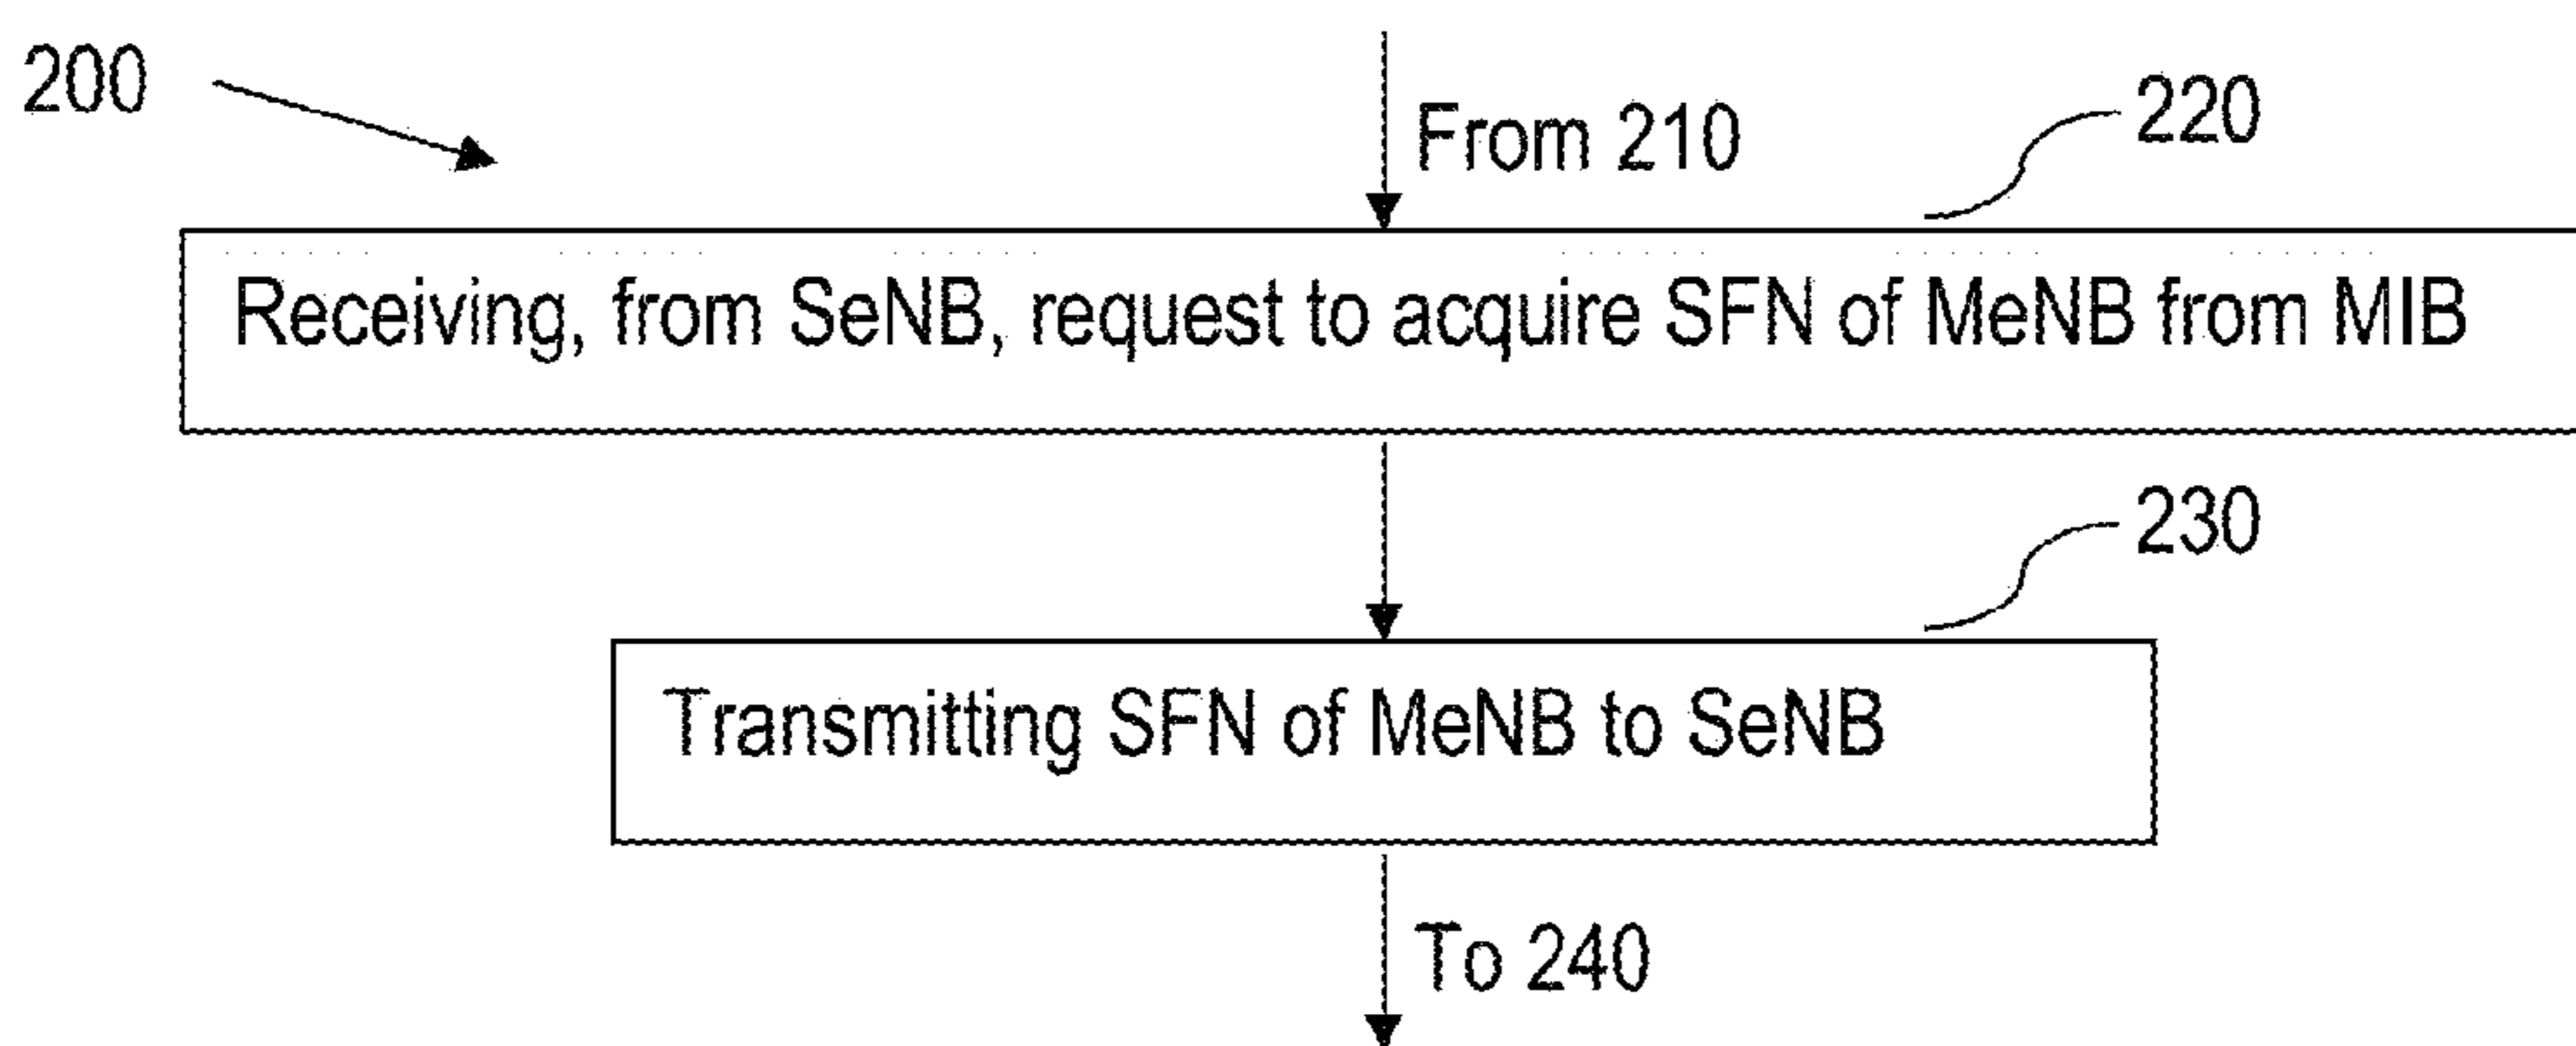 200
From 210
220
Receiving, from SeNB, request to acquire SFN of MeNB from MIB
230
Transmitting SFN of MeNB to SeNB
To 240